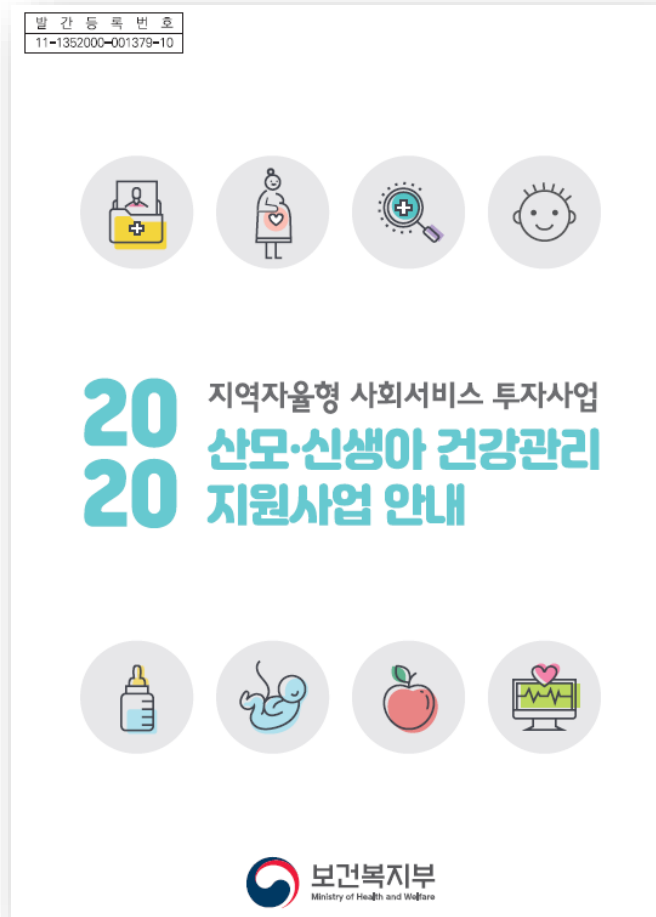 발 간 등 록 번 호
11-1352000-001379-10
2020
지역자율형 사회서비스 투자사업
산모·신생아 건강관리
지원사업 안내
보건복지부
Ministry of Health and Welfare